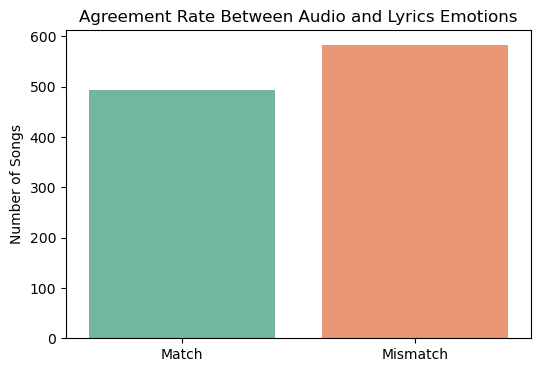 Agreement Rate Between Audio and Lyrics Emotions
Number of Songs
600
500
400
300
200
100
0
Match
Mismatch